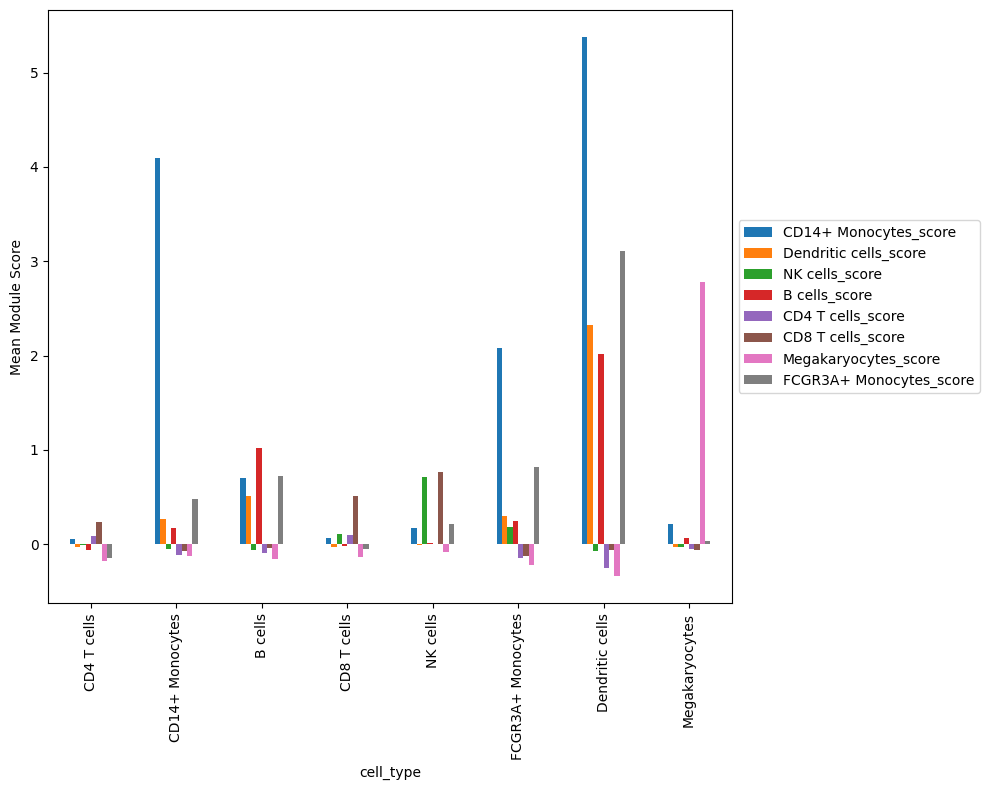 Mean Module Score
5
4
3
2
1
0
CD4 T cells
CD14+ Monocytes
B cells
CD8 T cells
NK cells
FCGR3A+ Monocytes
Dendritic cells
Megakaryocytes
cell_type
CD14+ Monocytes_score
Dendritic cells_score
NK cells_score
B cells_score
CD4 T cells_score
CD8 T cells_score
Megakaryocytes_score
FCGR3A+ Monocytes_score